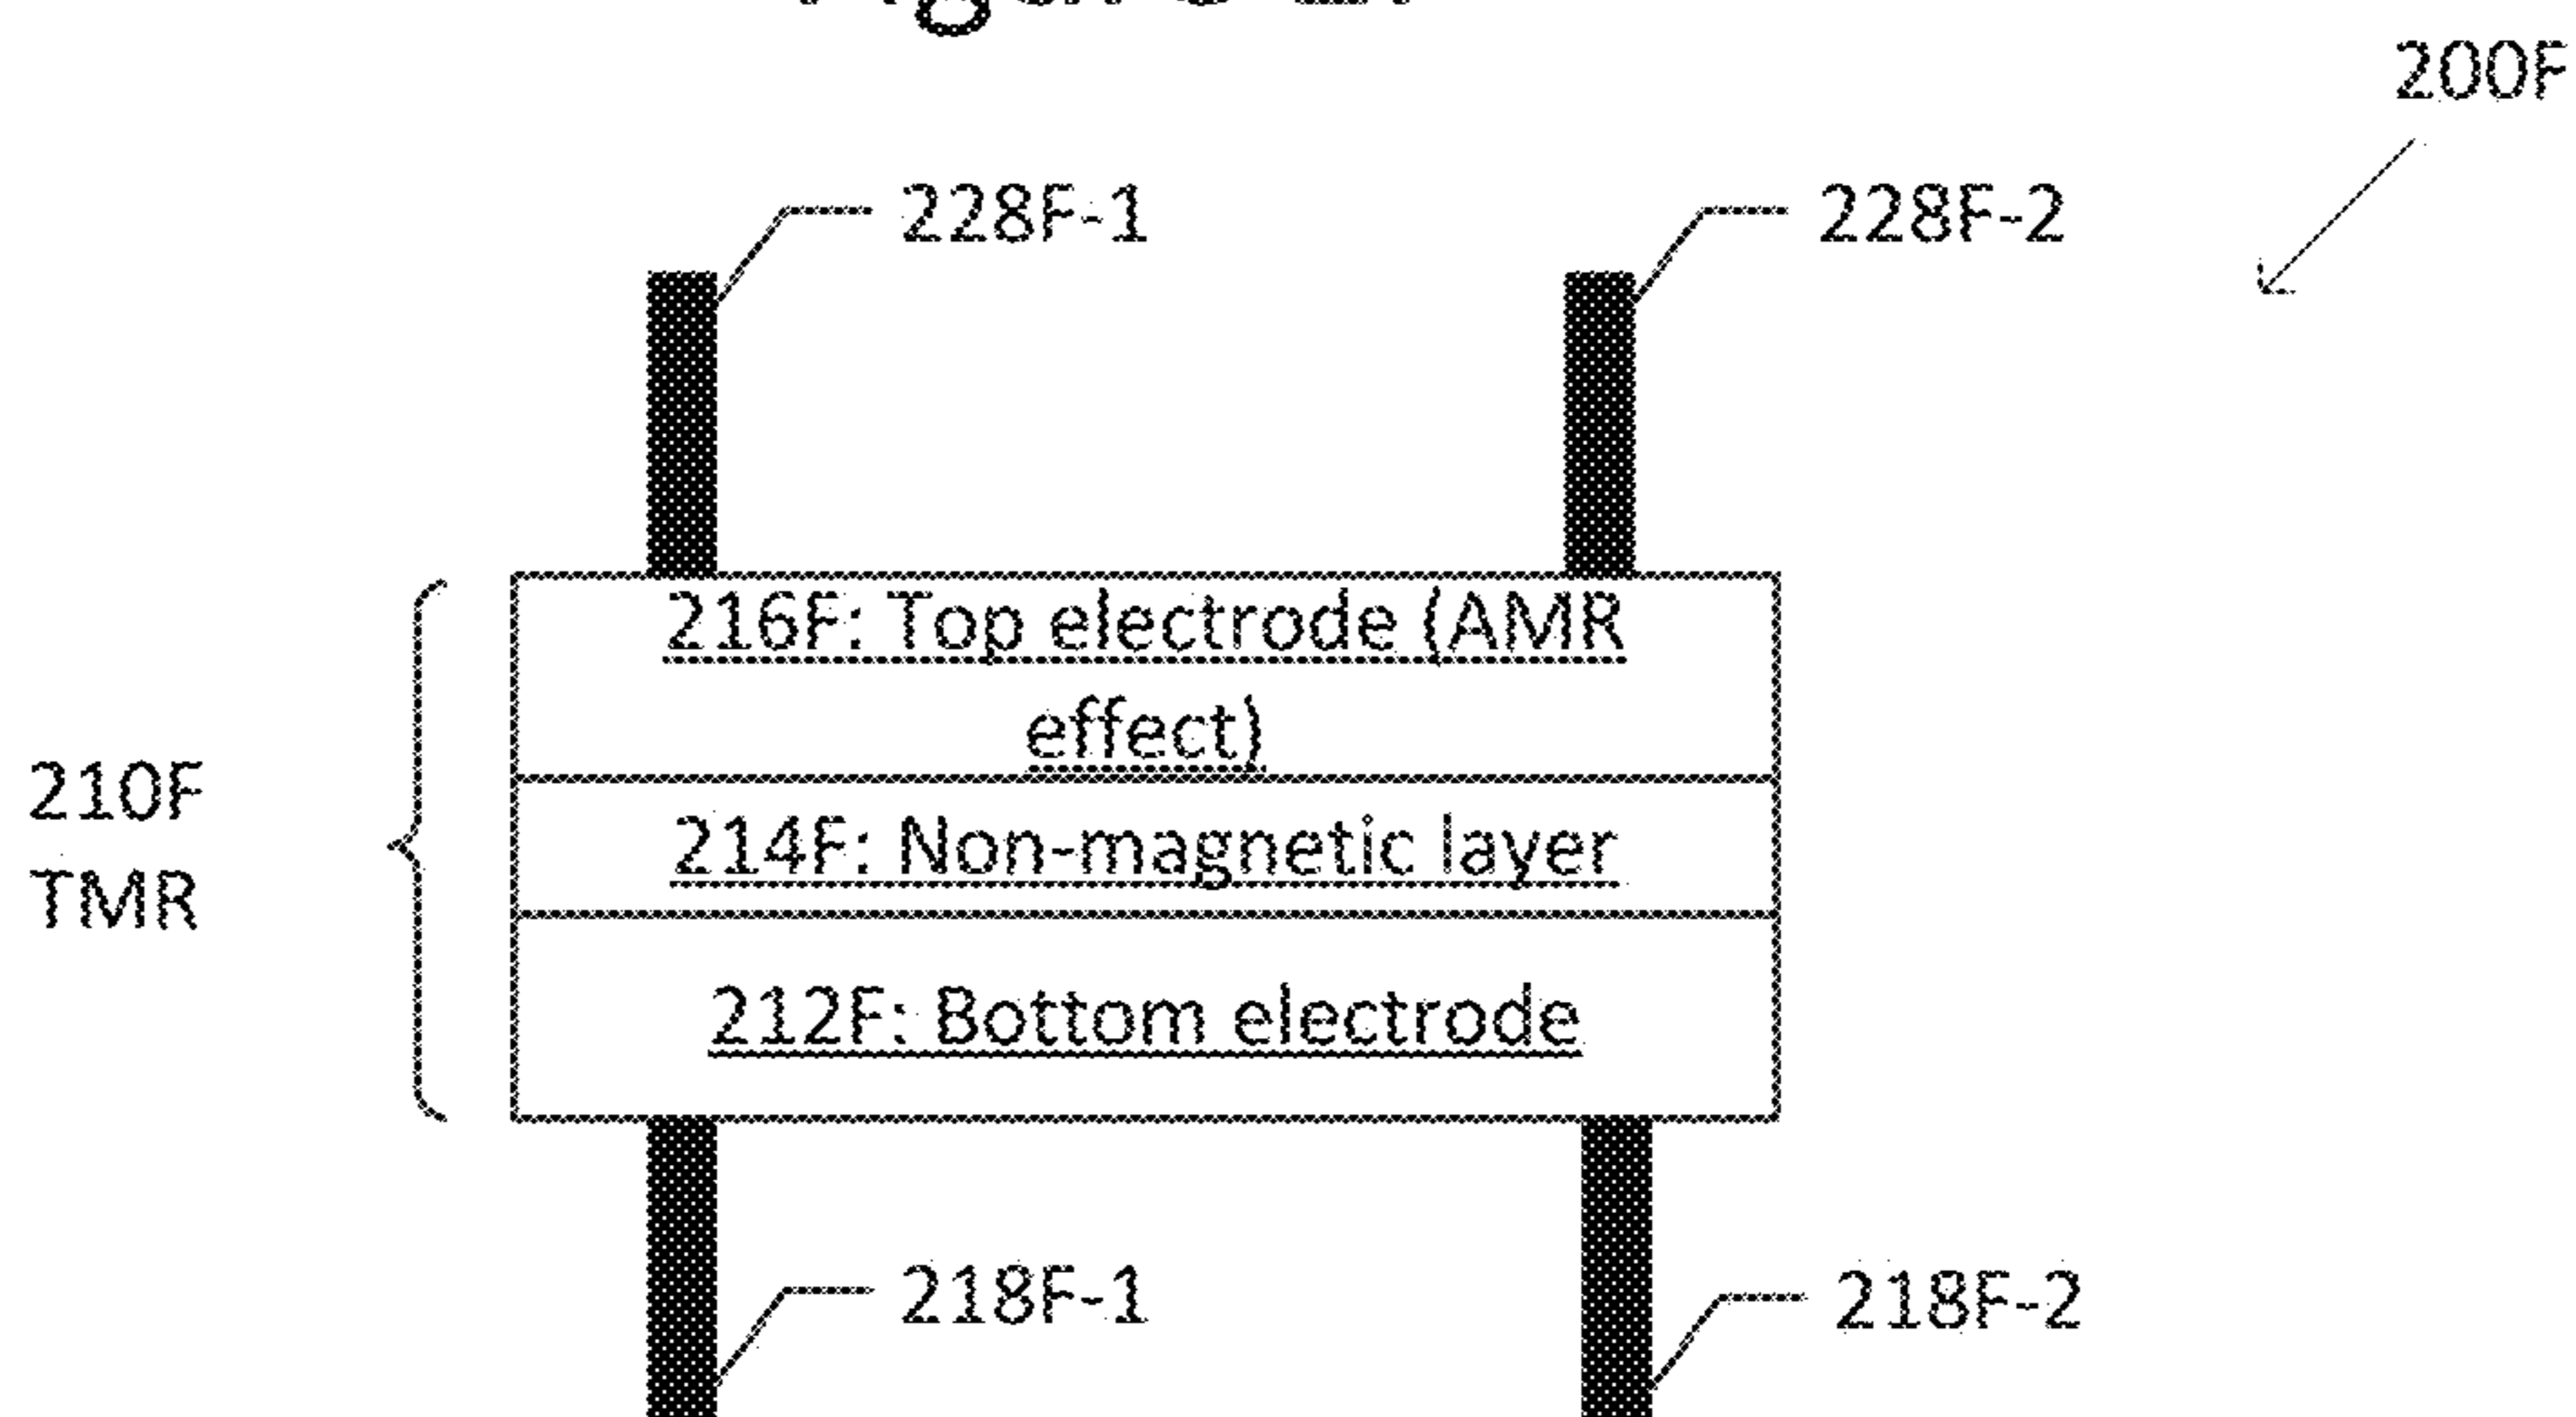 200F
228F-1
228F-2
216F: Top electrode (AMR
effect)
210F
TMR
214F: Non-magnetic layer
212F: Bottom electrode
218F-1
218F-2